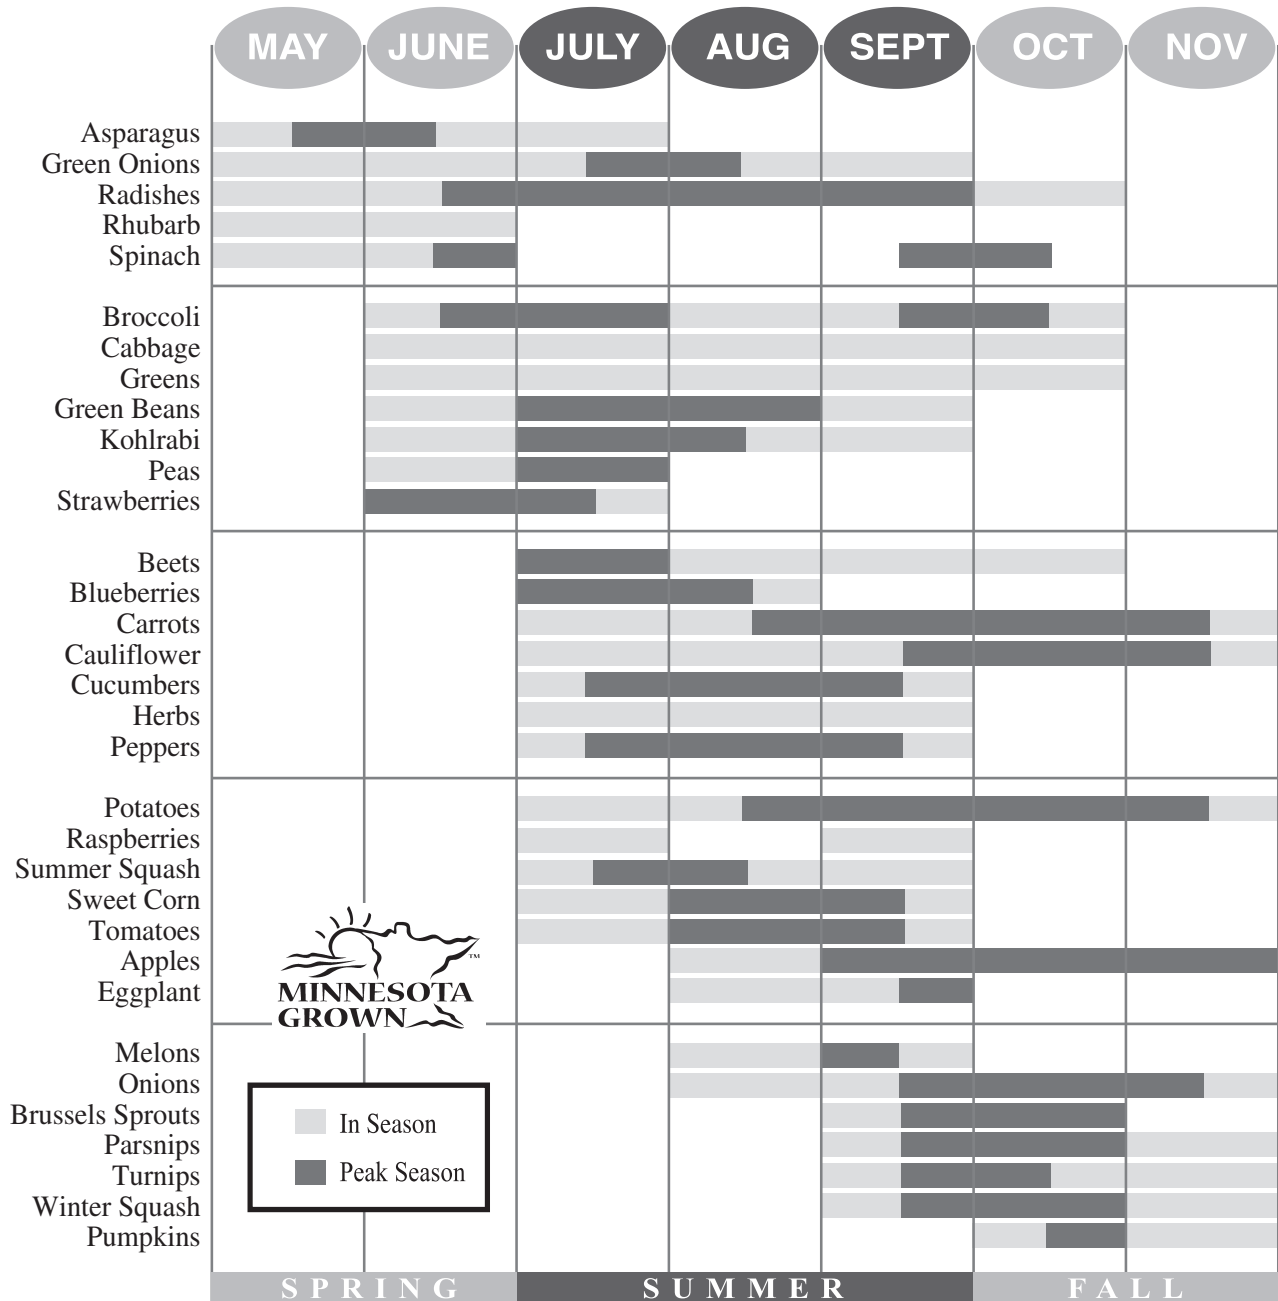 MAY JUNE JULY AUG SEPT OCT NOV
Asparagus
Green Onions
Radishes
Rhubarb
Spinach
Broccoli
Cabbage
Greens
Green Beans
Kohlrabi
Peas
Strawberries
Beets
Blueberries
Carrots
Cauliflower
Cucumbers
Herbs
Peppers
Potatoes
Raspberries
Summer Squash
Sweet Corn
Tomatoes
Apples
Eggplant
™
MINNESOTA
GROWN
Melons
Onions
Brussels Sprouts
Parsnips
Turnips
Winter Squash
Pumpkins
In Season
Peak Season
SPRING SUMMER FALL